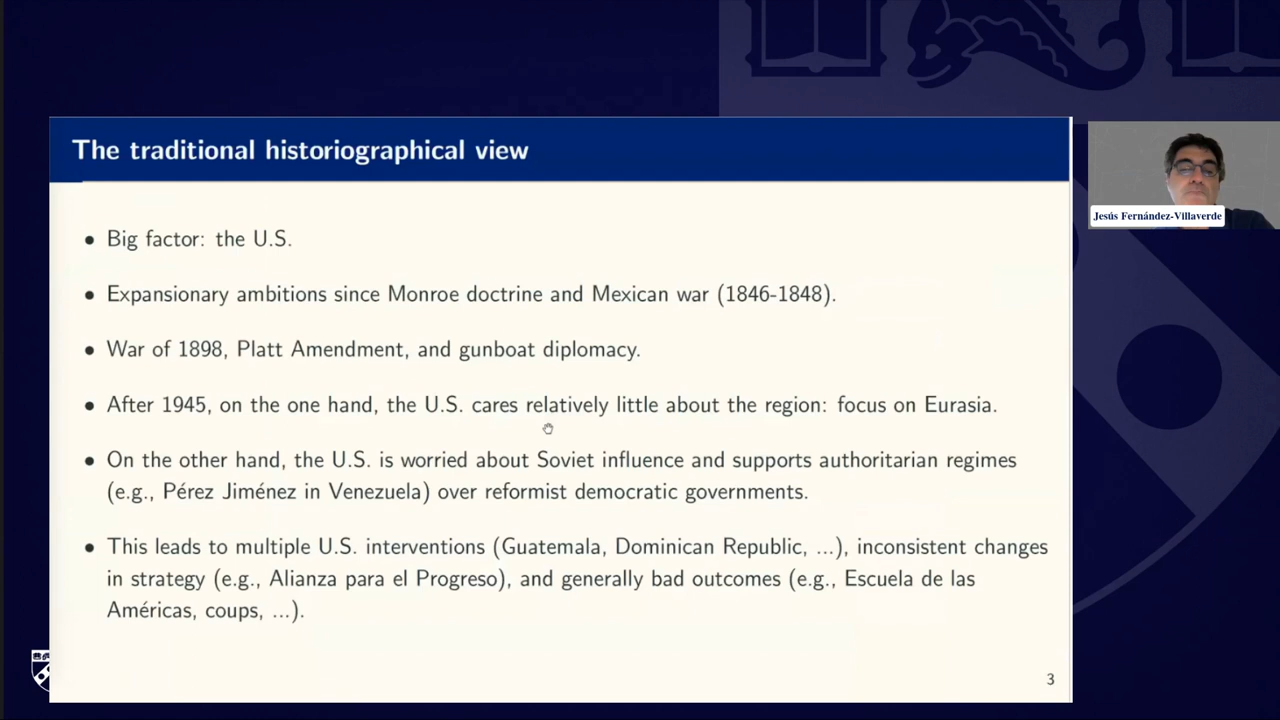 The traditional historiographical view
• Big factor: the U.S.
• Expansionary ambitions since Monroe doctrine and Mexican war (1846-1848).
• War of 1898, Platt Amendment, and gunboat diplomacy.
• After 1945, on the one hand, the U.S. cares relatively little about the region: focus on Eurasia.
• On the other hand, the U.S. is worried about Soviet influence and supports authoritarian regimes
(e.g., Pérez Jiménez in Venezuela) over reformist democratic governments.
• This leads to multiple U.S. interventions (Guatemala, Dominican Republic, ...), inconsistent changes
in strategy (e.g., Alianza para el Progreso), and generally bad outcomes (e.g., Escuela de las
Américas, coups, ...).
3
Jesús Fernández-Villaverde